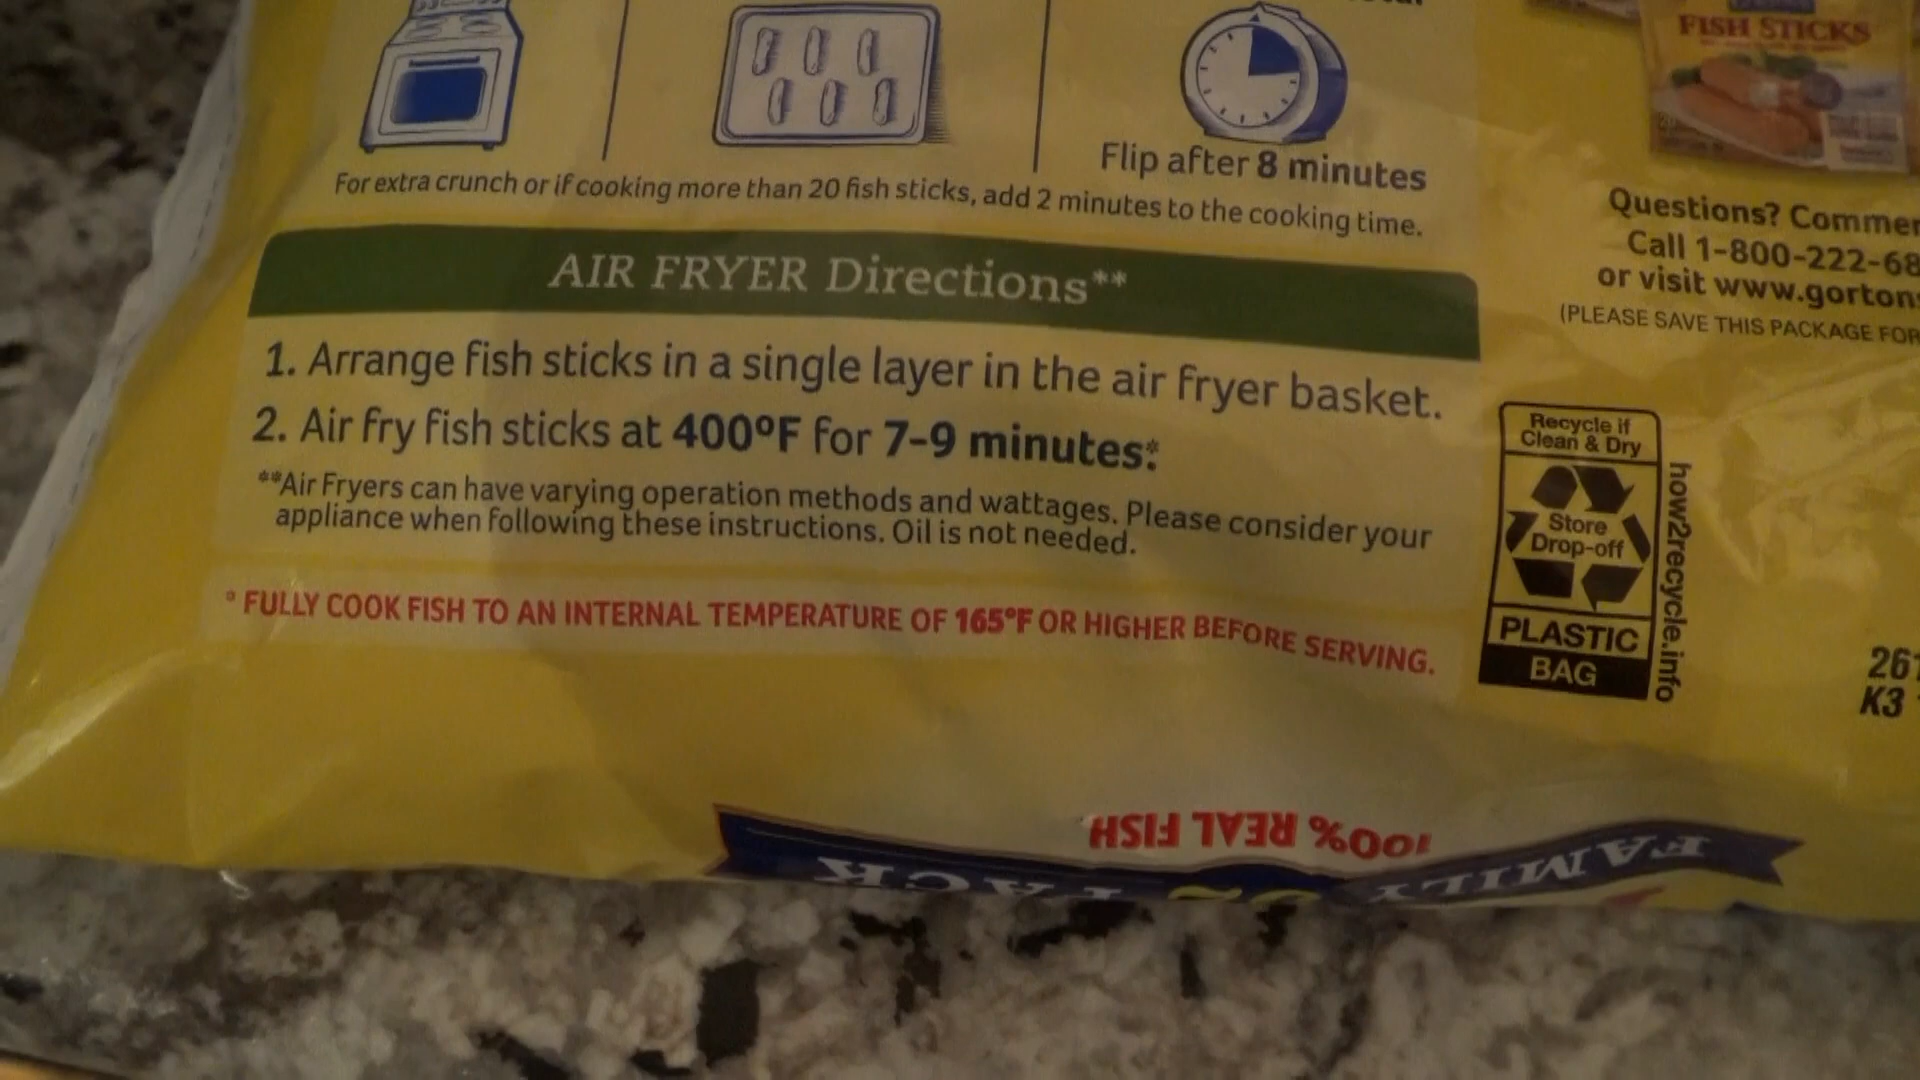 FISH STICKS
Flip after 8 minutes
For extra crunch or if cooking more than 20 fish sticks, add 2 minutes to the cooking time.
AIR FRYER Directions**
1. Arrange fish sticks in a single layer in the air fryer basket.
2. Air fry fish sticks at 400°F for 7-9 minutes.*
**Air Fryers can have varying operation methods and wattages. Please consider your
appliance when following these instructions. Oil is not needed.
* FULLY COOK FISH TO AN INTERNAL TEMPERATURE OF 165°F OR HIGHER BEFORE SERVING.
Questions?
Call 1-800-222-68
or visit www.gortons
(PLEASE SAVE THIS PACKAGE FOR
Recycle if
Clean & Dry
Store
Drop-off
PLASTIC
BAG
how2recycle.info
261
K3
100% REAL FISH
FAMILY PACK